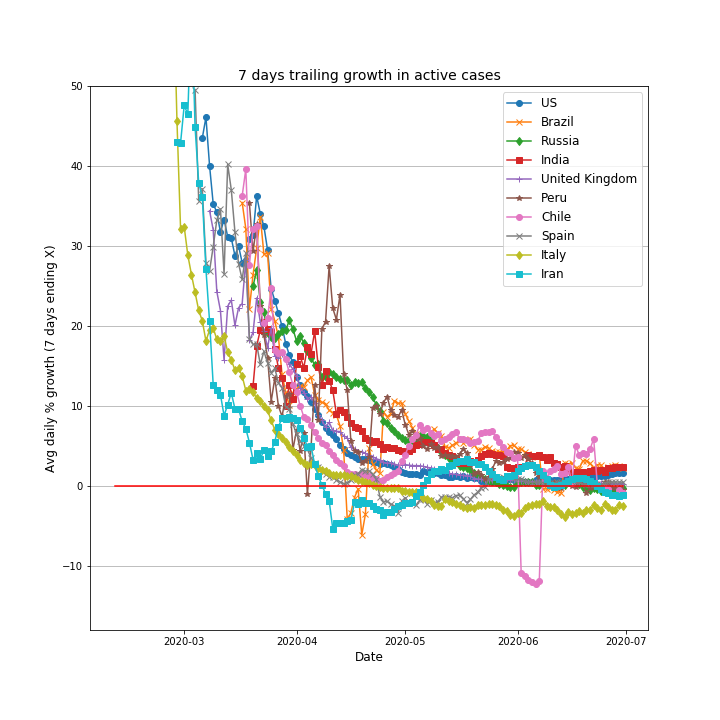 7 days trailing growth in active cases
50
40
30
20
10
0
−10
Avg daily % growth (7 days ending X)
US
Brazil
Russia
India
United Kingdom
Peru
Chile
Spain
Italy
Iran
2020-03
2020-04
2020-05
2020-06
2020-07
Date